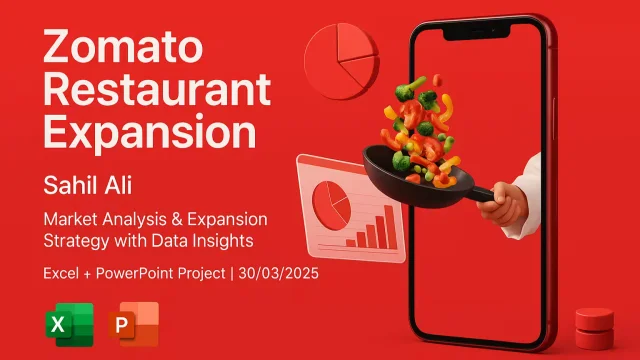 Zomato
Restaurant
Expansion
Sahil Ali
Market Analysis & Expansion
Strategy with Data Insights
Excel + PowerPoint Project | 30/03/2025
X
P